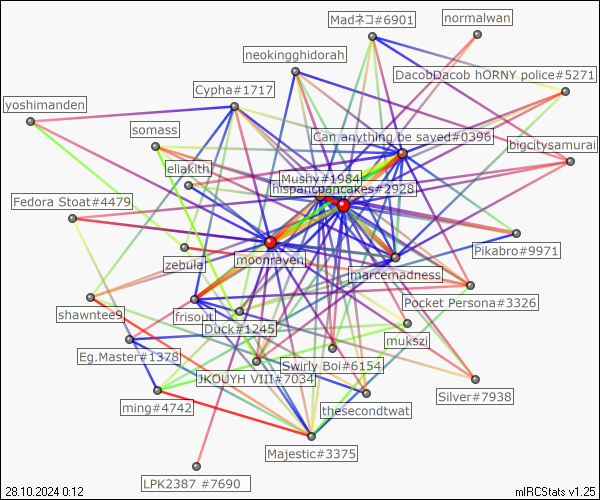 Madネコ#6901
normalwan
neokingghidorah
DacobDacob hORNY police#5271
Cypha#1717
yoshimanden
somass
Can anything be saved#0396
bigcitysamurai
eliakith
Mushy#1984
hispanicpancakes#2928
Fedora Stoat#4479
Pikabro#9971
zebula
moonraven
marcemadness
Pocket Persona#3326
shawntee9
frisout
Duck#1245
mukszi
Eg.Master#1378
Swirly Boi#6154
JKOUYH VIII#7034
Silver#7938
ming#4742
thesecondtwat
Majestic#3375
LPK2387 #7690
28.10.2024 0:12
mIRCStats v1.25